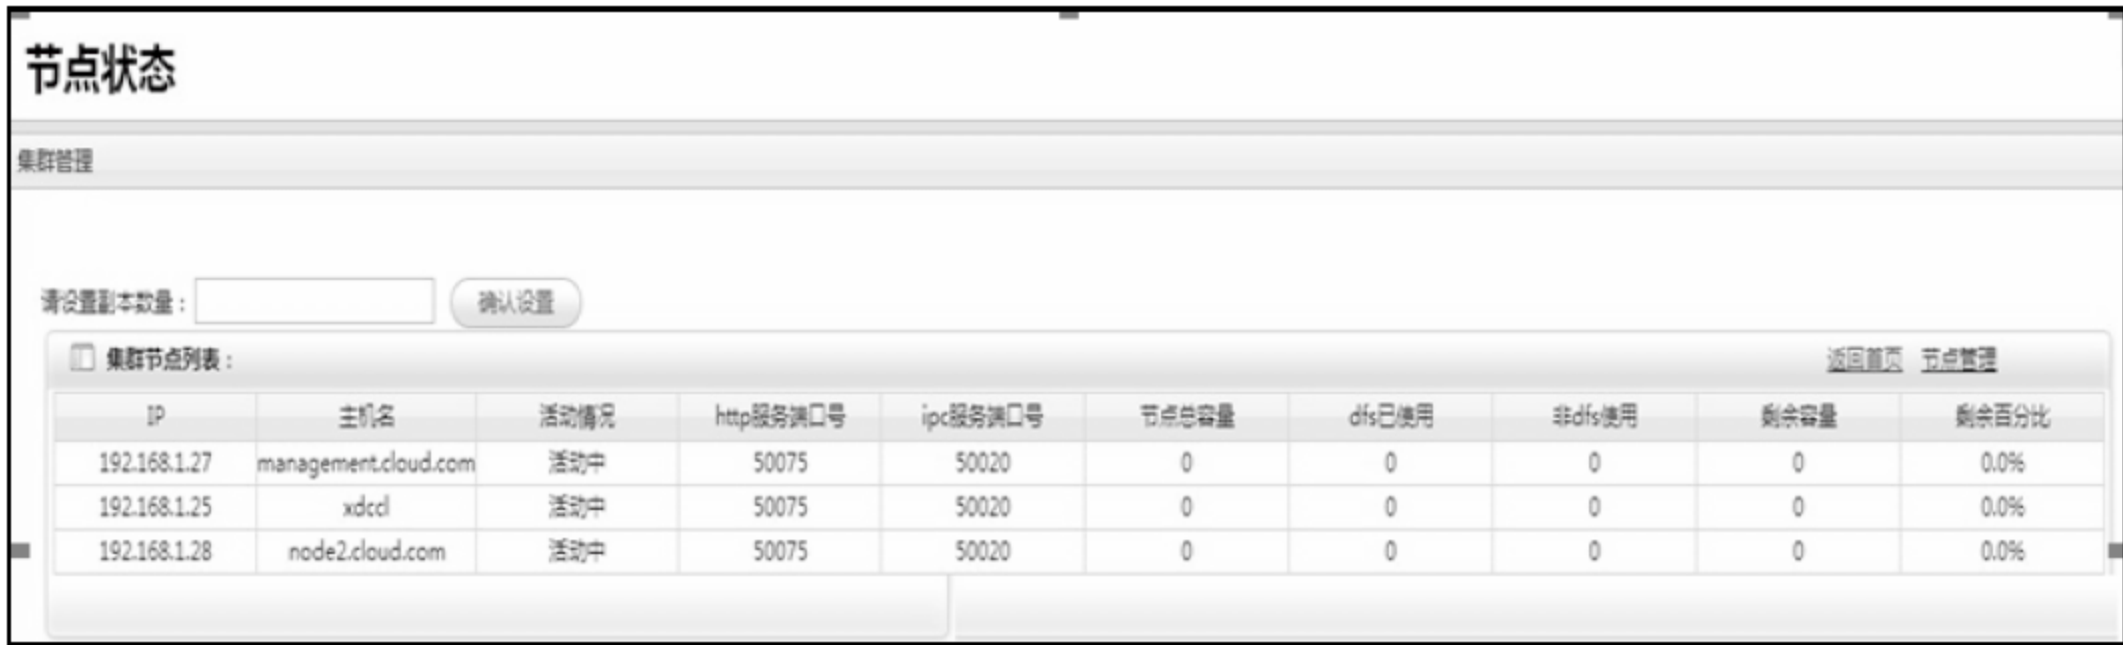 节点状态
集群管理
请设置副本数量： 确认设置
集群节点列表： 返回首页 节点管理
IP 主机名 活动情况 http服务端口号 ipc服务端口号 节点总容量 dfs已使用 非dfs使用 剩余容量 剩余百分比
192.168.1.27 management.cloud.com 活动中 50075 50020 0 0 0 0 0.0%
192.168.1.25 xdccl 活动中 50075 50020 0 0 0 0 0.0%
192.168.1.28 node2.cloud.com 活动中 50075 50020 0 0 0 0 0.0%